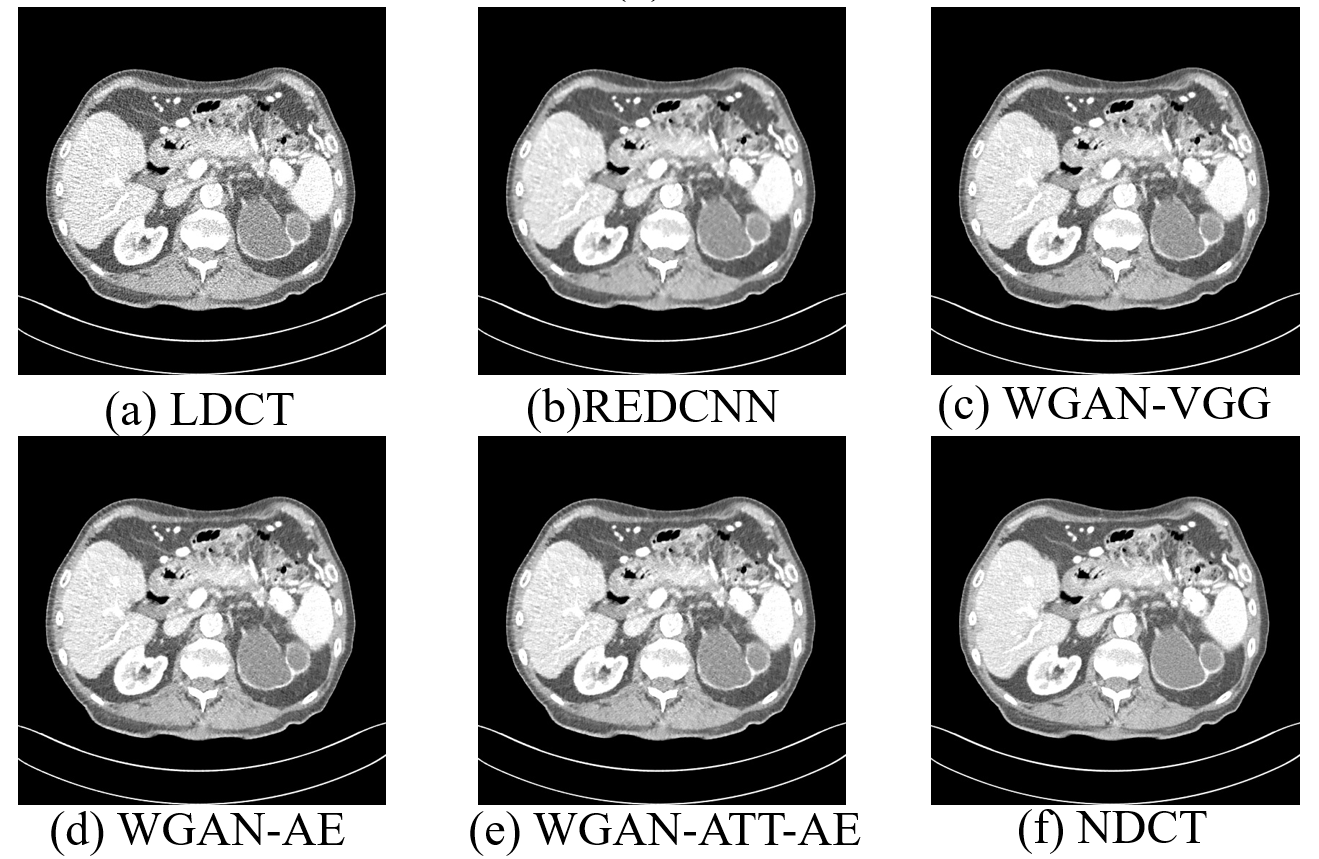 (a) LDCT
(b)REDCNN
(c) WGAN-VGG
(d) WGAN-AE
(e) WGAN-ATT-AE
(f) NDCT